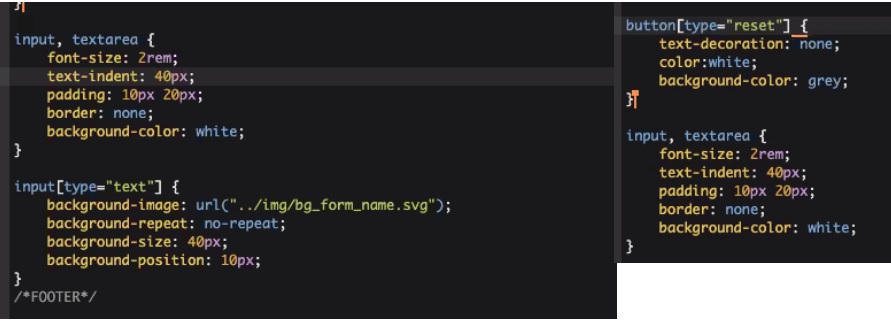 }
input, textarea {
font-size: 2rem;
text-indent: 40px;
padding: 10px 20px;
border: none;
background-color: white;
}
input[type="text"] {
background-image: url("../img/bg_form_name.svg");
background-repeat: no-repeat;
background-size: 40px;
background-position: 10px;
}
/*FOOTER*/
button[type="reset"] {
text-decoration: none;
color:white;
background-color: grey;
}
input, textarea {
font-size: 2rem;
text-indent: 40px;
padding: 10px 20px;
border: none;
background-color: white;
}